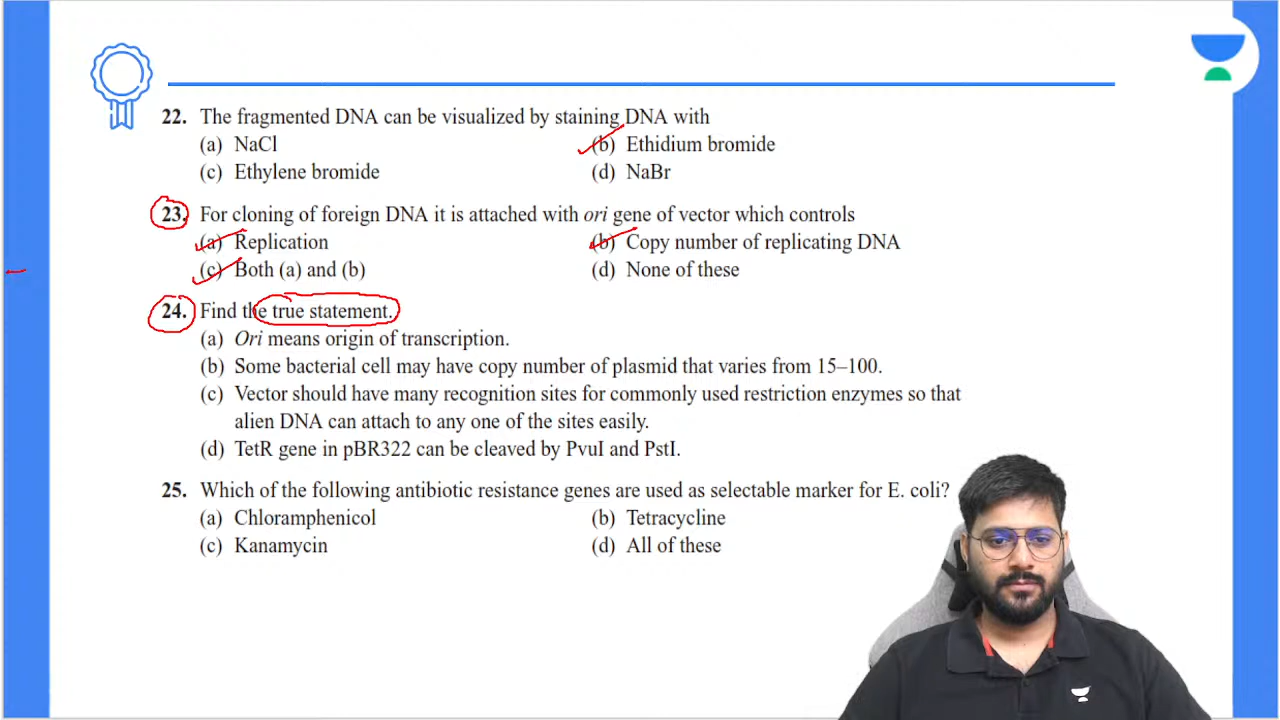 22. The fragmented DNA can be visualized by staining DNA with
(a) NaCl (b) Ethidium bromide
(c) Ethylene bromide (d) NaBr
23. For cloning of foreign DNA it is attached with ori gene of vector which controls
(a) Replication (b) Copy number of replicating DNA
(c) Both (a) and (b) (d) None of these
24. Find the true statement.
(a) Ori means origin of transcription.
(b) Some bacterial cell may have copy number of plasmid that varies from 15–100.
(c) Vector should have many recognition sites for commonly used restriction enzymes so that
alien DNA can attach to any one of the sites easily.
(d) TetR gene in pBR322 can be cleaved by PvuI and PstI.
25. Which of the following antibiotic resistance genes are used as selectable marker for E. coli?
(a) Chloramphenicol (b) Tetracycline
(c) Kanamycin (d) All of these